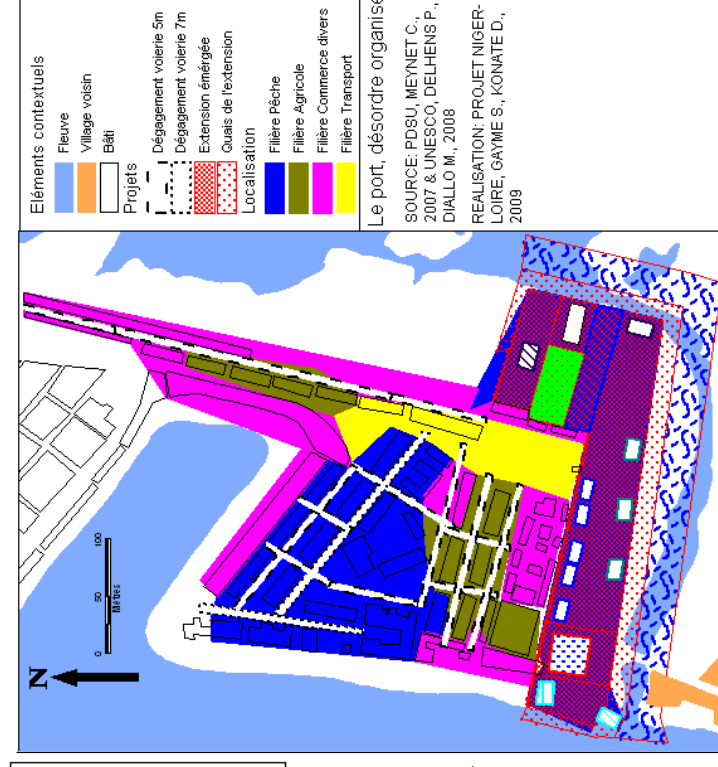 Eléments contextuels
Fleuve
Village voisin
Bâti
Projets
Dégagement voierie 5m
Dégagement voierie 7m
Extension émérgée
Quais de l'extension
Localisation
Filière Pêche
Filière Agricole
Filière Commerce divers
Filière Transport
Le port, désordre organisé
SOURCE: PDSU, MEYNET C.,
2007 & UNESCO, DELHENS P.,
DIALLO M., 2008
REALISATION: PROJET NIGER-
LOIRE, GAYME S., KONATE D.,
2009
N
0 50 100
Mètres